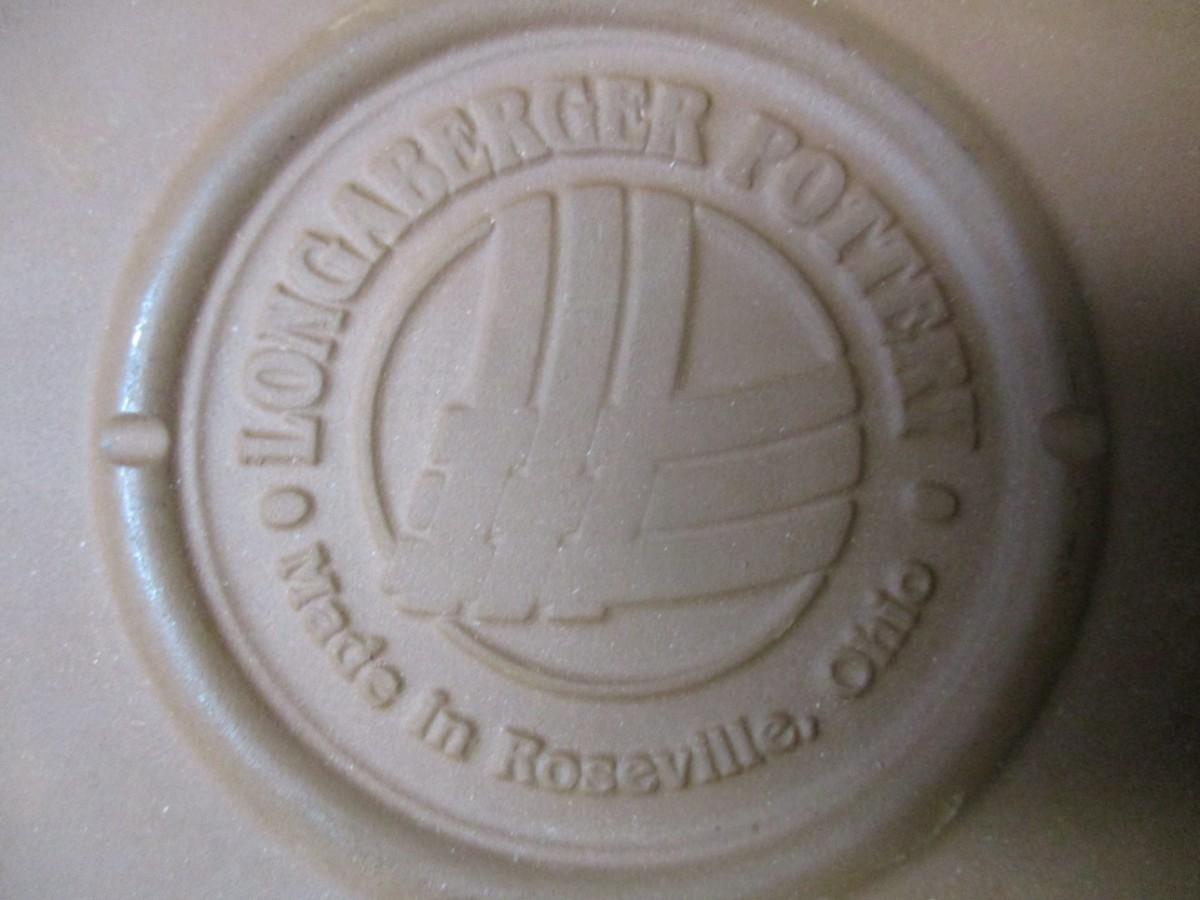 LONGABERGER POTTERY
• Made in Roseville, Ohio •